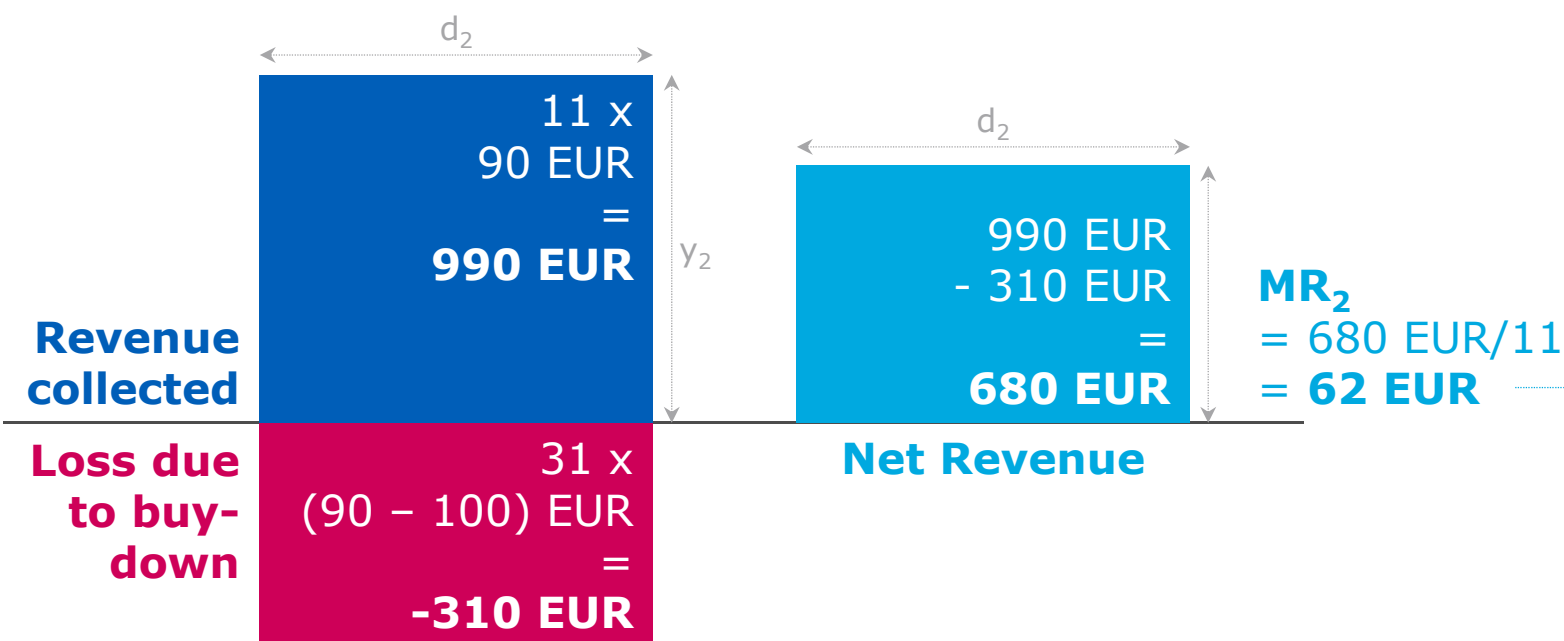 d₂
11 x
90 EUR
=
990 EUR
y₂
Revenue
collected
Loss due
to buy-
down
31 x
(90 – 100) EUR
=
-310 EUR
d₂
990 EUR
- 310 EUR
=
680 EUR
Net Revenue
MR₂
= 680 EUR/11
= 62 EUR